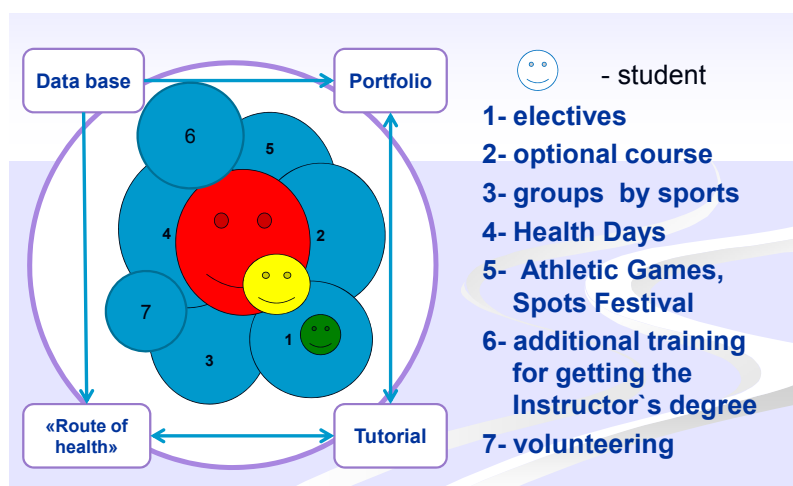 Data base
Portfolio
6
5
4
2
7
1
3
«Route of
health»
Tutorial
- student
1- electives
2- optional course
3- groups by sports
4- Health Days
5- Athletic Games,
Spots Festival
6- additional training
for getting the
Instructor`s degree
7- volunteering